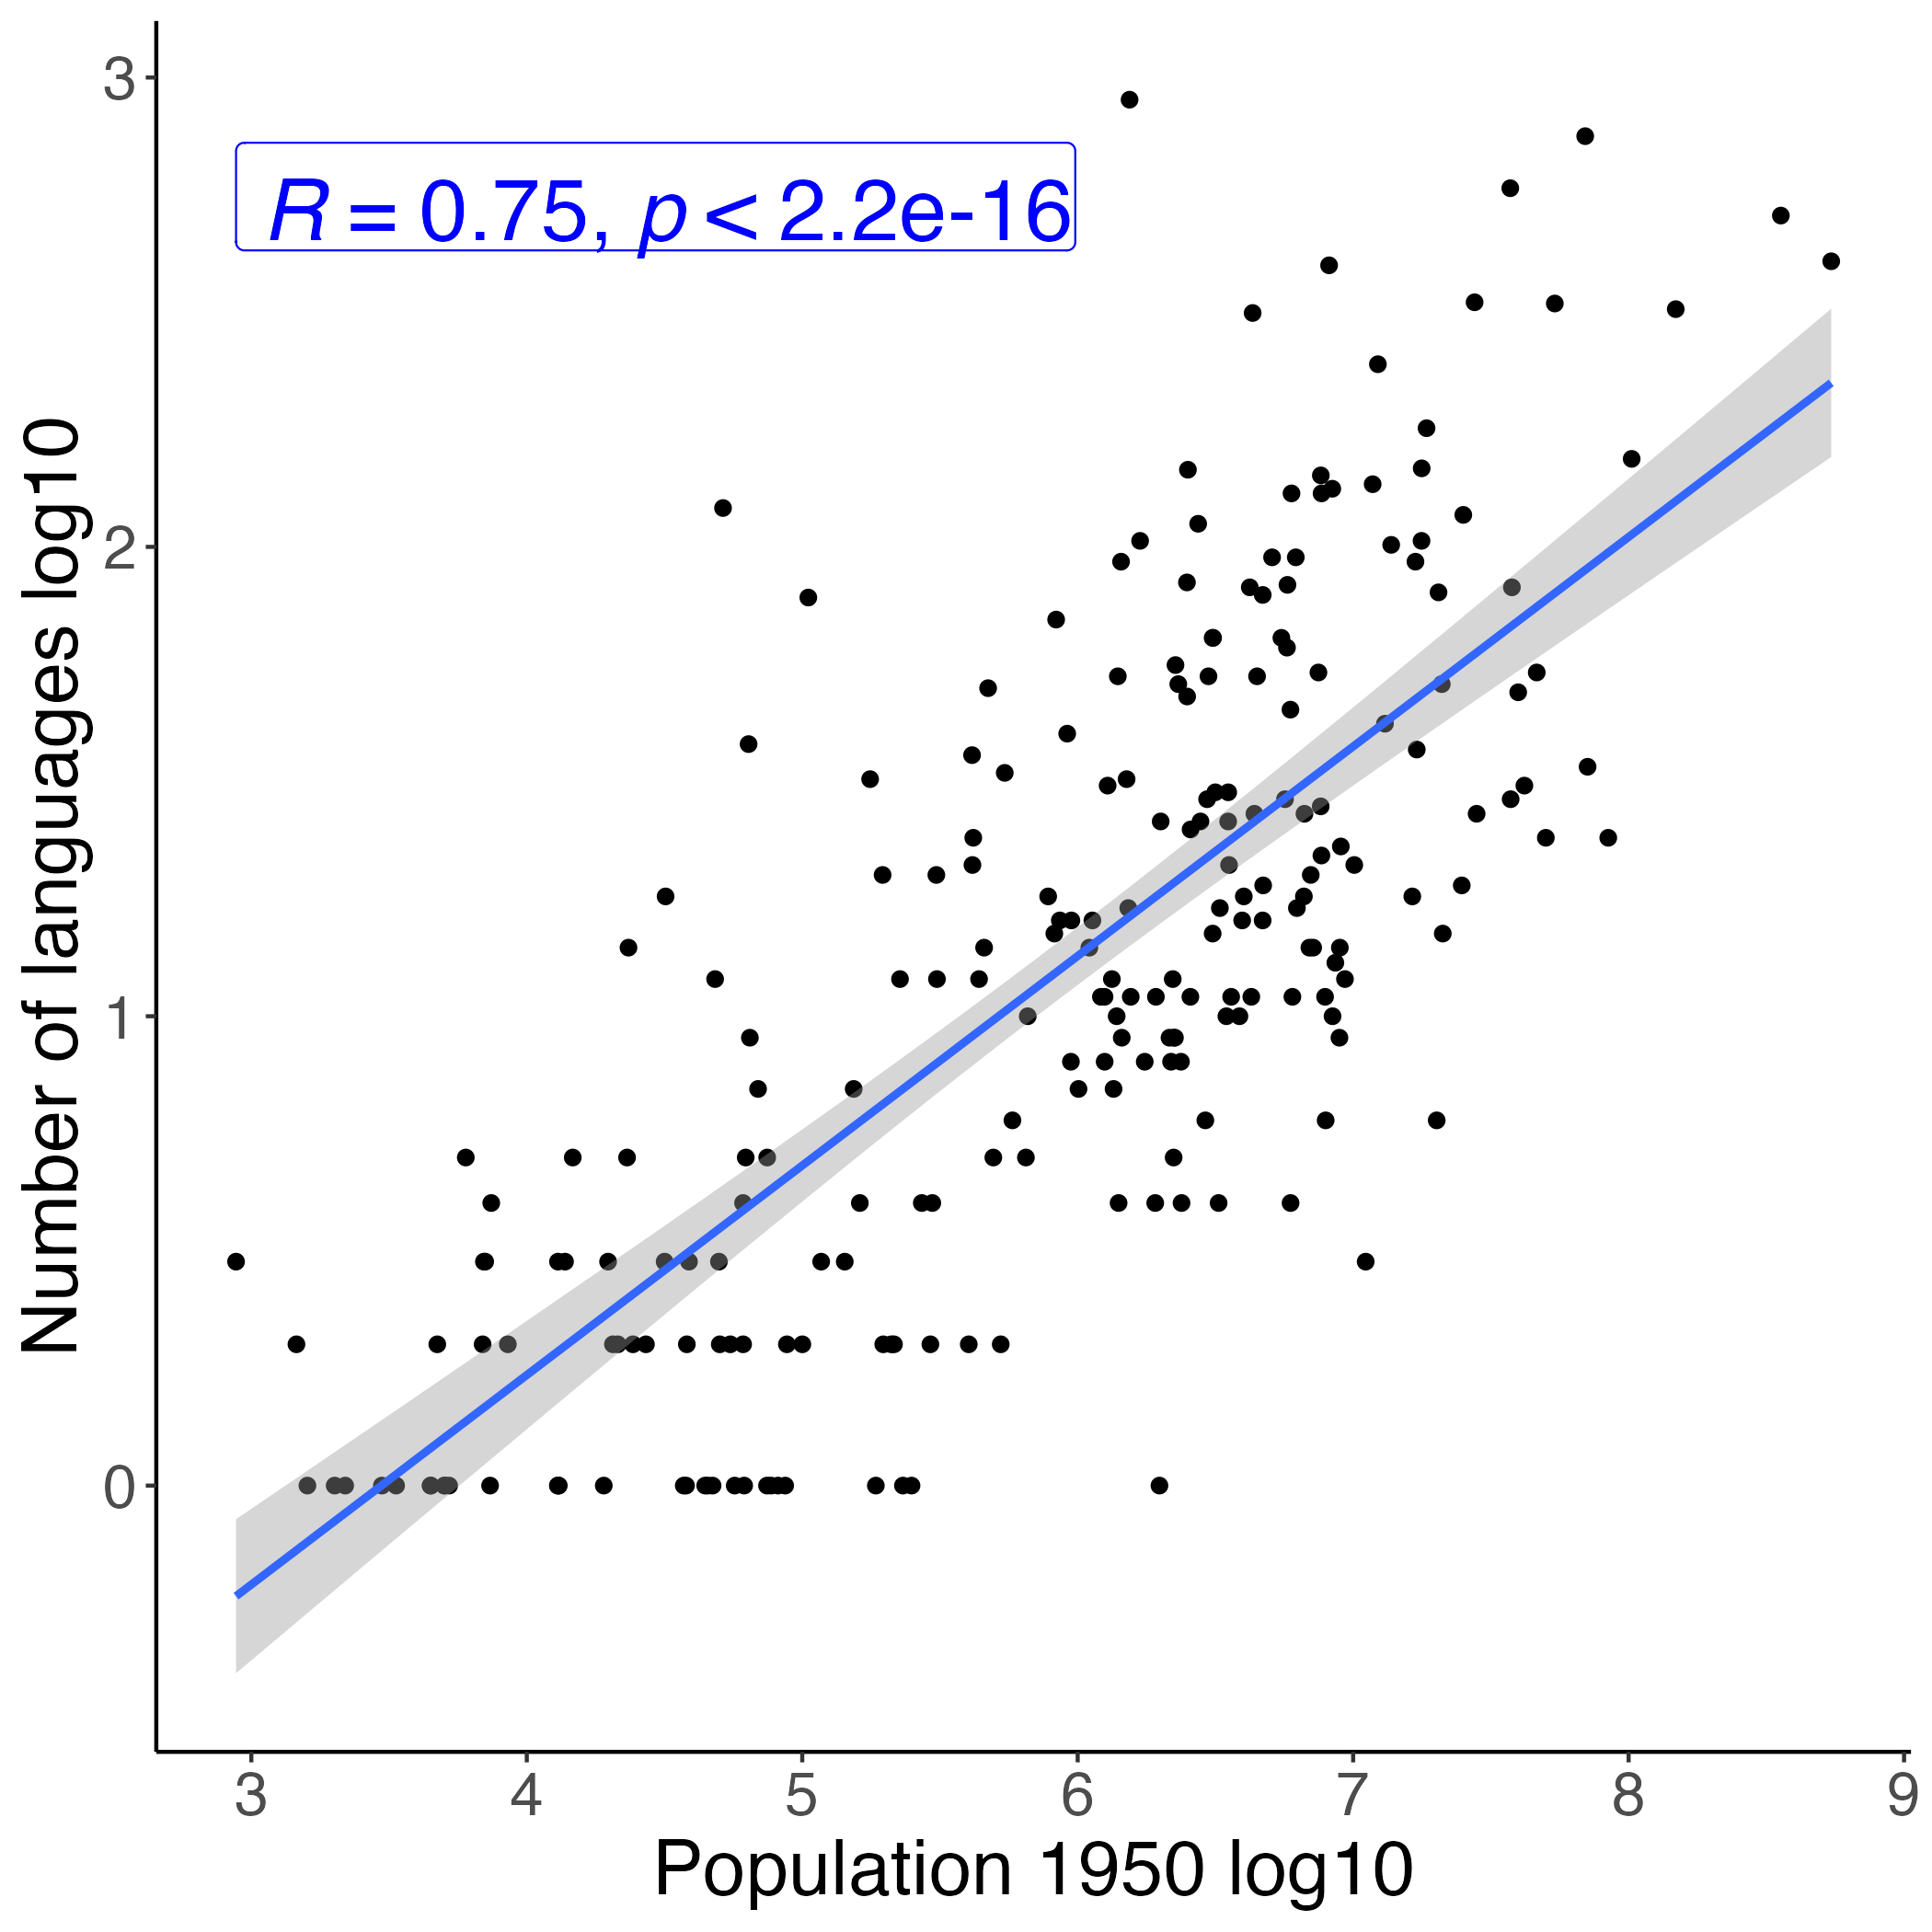 3
R = 0.75, p < 2.2e-16
2
1
0
Number of languages log10
3 4 5 6 7 8 9
Population 1950 log10